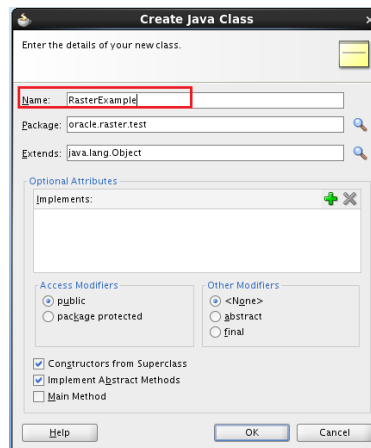 Create Java Class
Enter the details of your new class.
Name: RasterExample
Package: oracle.raster.test
Extends: java.lang.Object
Optional Attributes
Implements:
Access Modifiers
public
package protected
Other Modifiers
<None>
abstract
final
Constructors from Superclass
Implement Abstract Methods
Main Method
Help OK Cancel